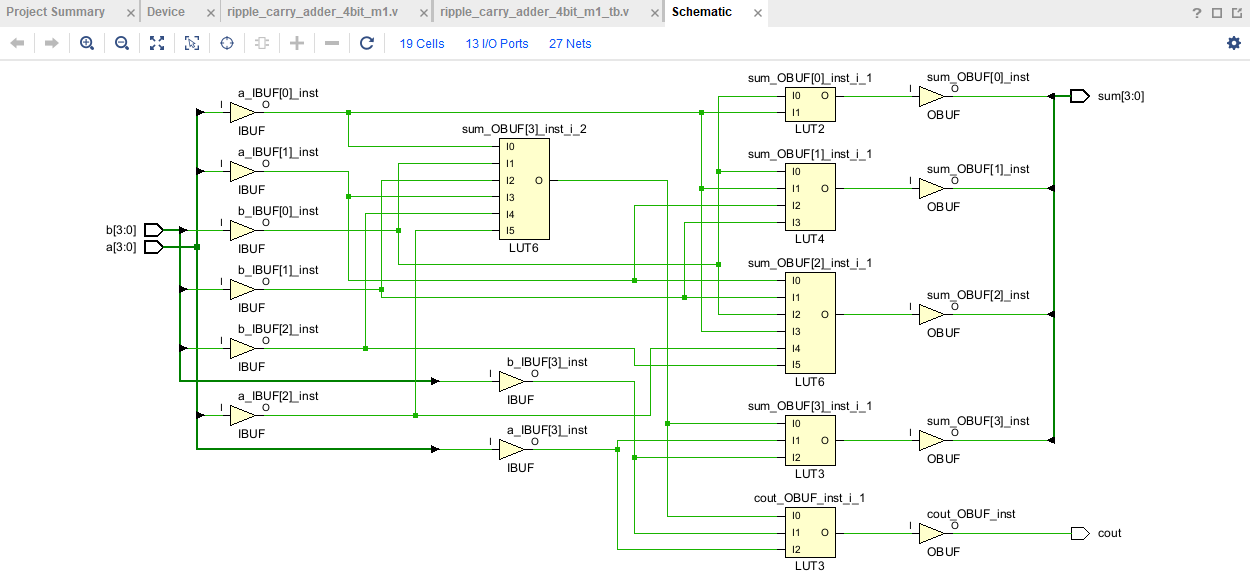 Project Summary × Device × ripple_carry_adder_4bit_m1.v × ripple_carry_adder_4bit_m1_tb.v × Schematic × ?
19 Cells 13 I/O Ports 27 Nets
a_IBUF[0]_inst
I O
IBUF
a_IBUF[1]_inst
I O
IBUF
b_IBUF[0]_inst
I O
IBUF
b[3:0]
a[3:0]
b_IBUF[1]_inst
I O
IBUF
b_IBUF[2]_inst
I O
IBUF
a_IBUF[2]_inst
I O
IBUF
sum_OBUF[3]_inst_i_2
I0
I1
I2 O
I3
I4
I5
LUT6
b_IBUF[3]_inst
I O
IBUF
a_IBUF[3]_inst
I O
IBUF
sum_OBUF[0]_inst_i_1
I0 O
I1
LUT2
sum_OBUF[1]_inst_i_1
I0
I1 O
I2
I3
LUT4
sum_OBUF[2]_inst_i_1
I0
I1
I2 O
I3
I4
I5
LUT6
sum_OBUF[3]_inst_i_1
I0
I1 O
I2
LUT3
cout_OBUF_inst_i_1
I0
I1 O
I2
LUT3
sum_OBUF[0]_inst
I O
OBUF
sum_OBUF[1]_inst
I O
OBUF
sum_OBUF[2]_inst
I O
OBUF
sum_OBUF[3]_inst
I O
OBUF
cout_OBUF_inst
I O
OBUF
sum[3:0]
cout